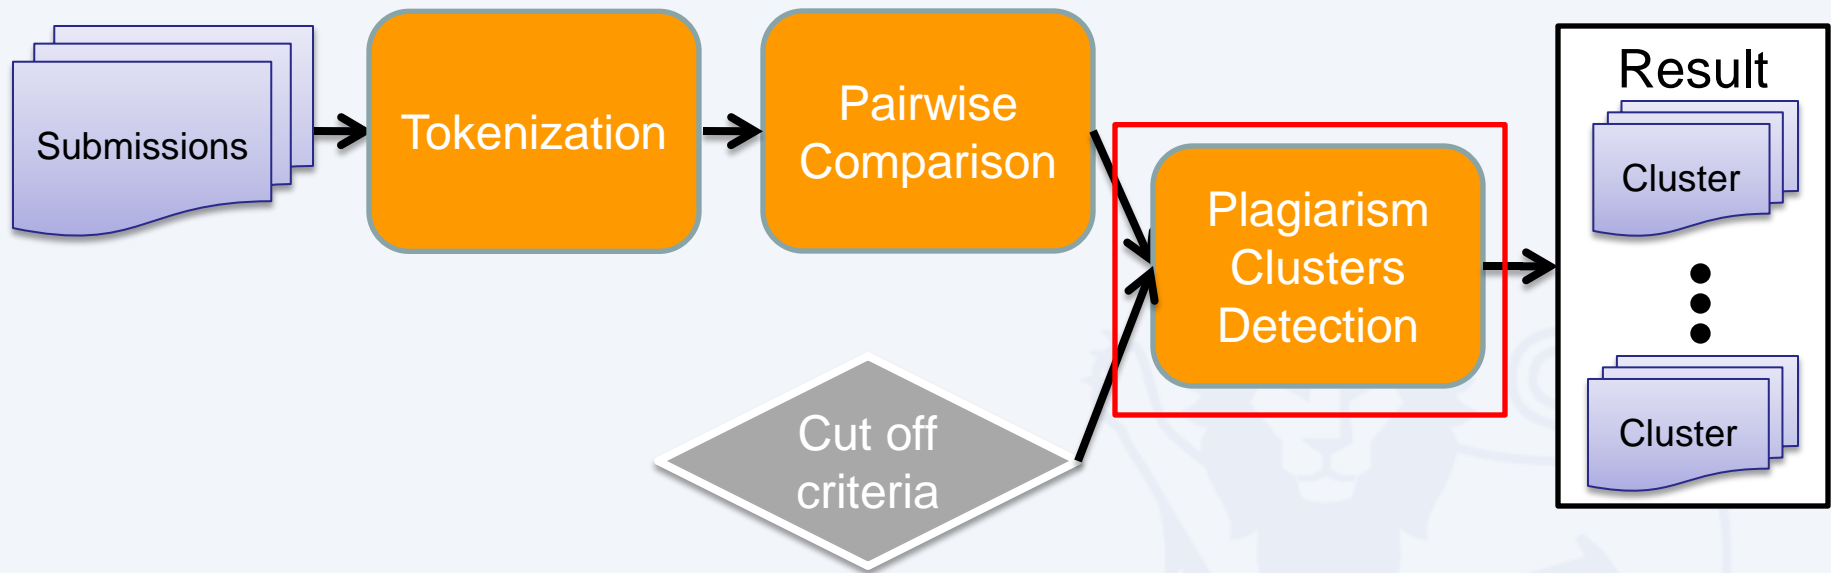 Submissions
Tokenization
Pairwise
Comparison
Plagiarism
Clusters
Detection
Cut off
criteria
Result
Cluster
Cluster